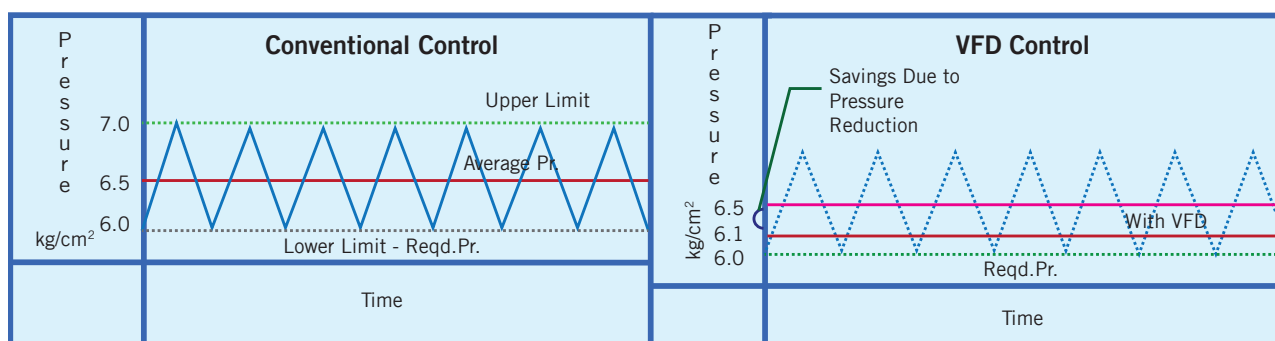 Pressure
Conventional Control
Upper Limit
7.0
Average Pr.
6.5
6.0
kg/cm²
Lower Limit - Reqd.Pr.
Time
Pressure
VFD Control
Savings Due to
Pressure
Reduction
6.5
With VFD
6.1
6.0
kg/cm²
Reqd.Pr.
Time